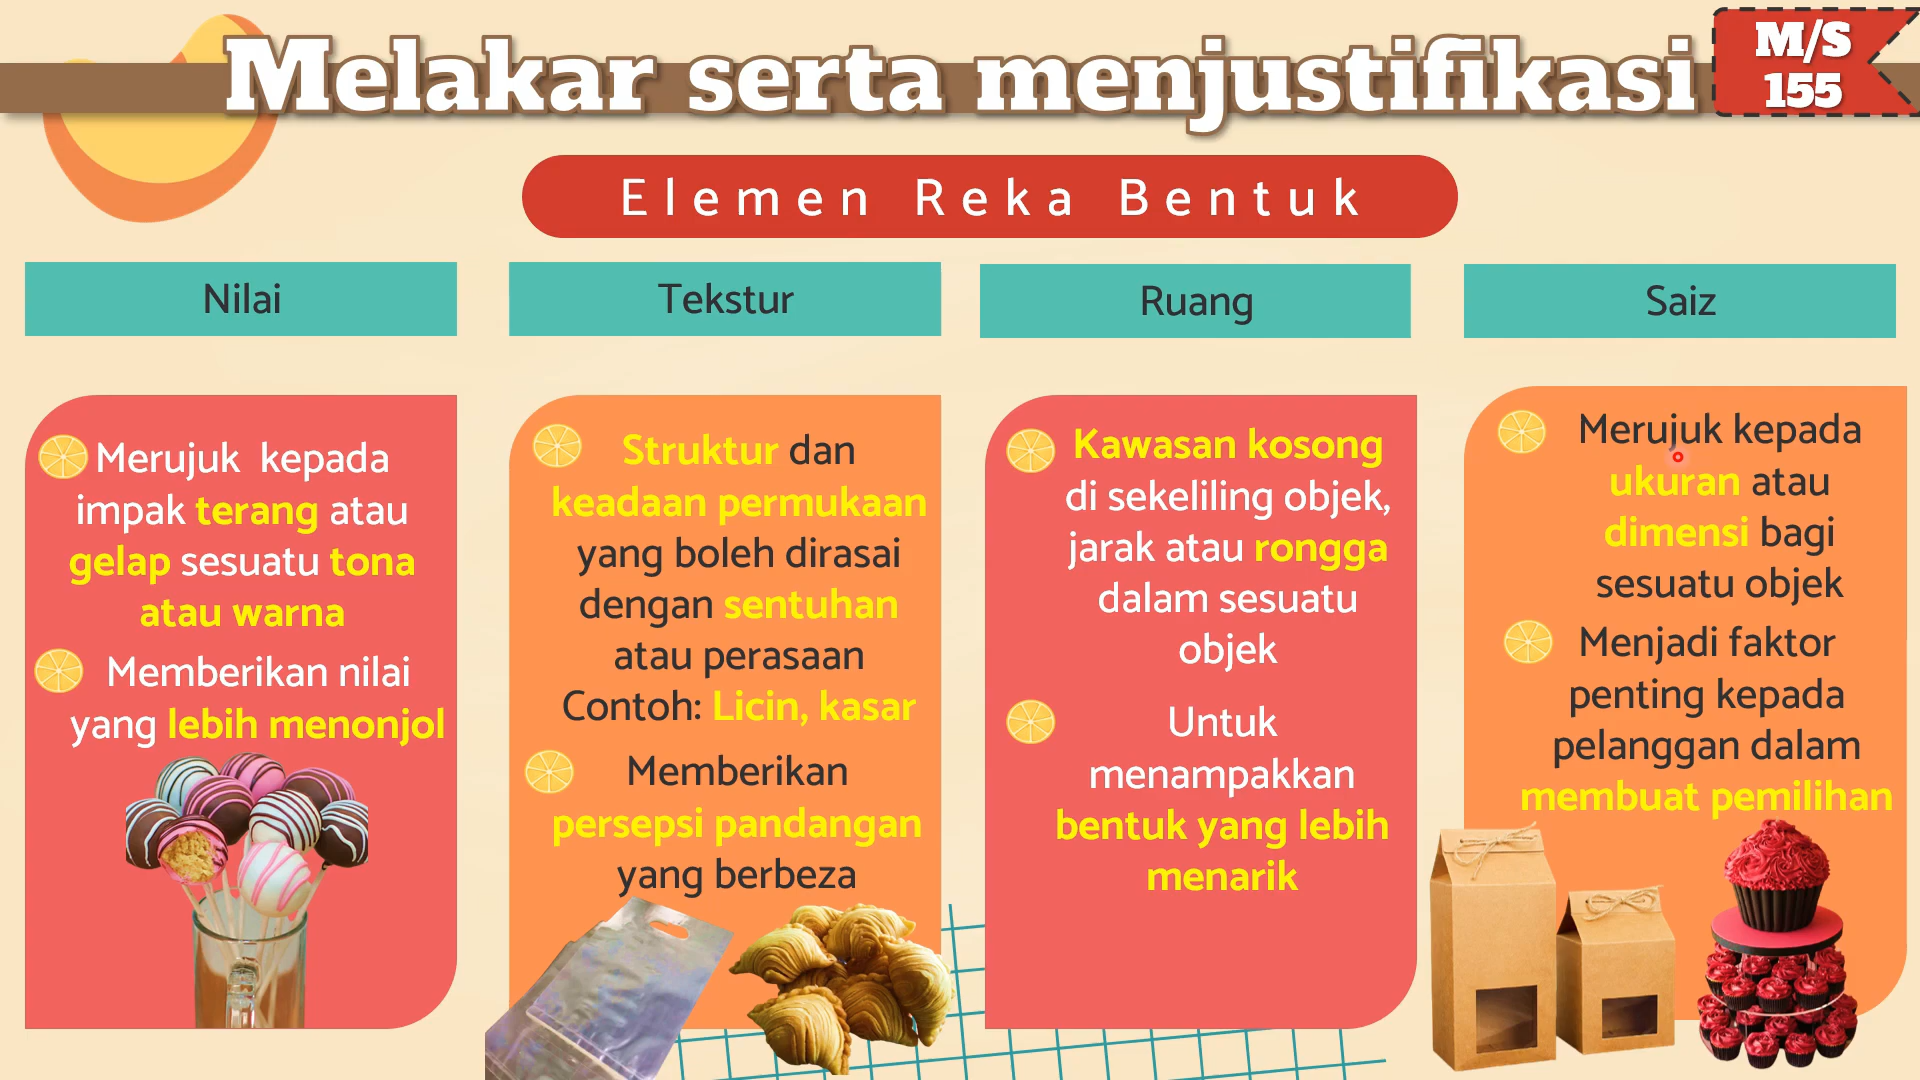 Melakar serta menjustifikasi
M/S
155
Elemen Reka Bentuk
Nilai
Merujuk kepada
impak terang atau
gelap sesuatu tona
atau warna
Memberikan nilai
yang lebih menonjol
Tekstur
Struktur dan
keadaan permukaan
yang boleh dirasai
dengan sentuhan
atau perasaan
Contoh: Licin, kasar
Memberikan
persepsi pandangan
yang berbeza
Ruang
Kawasan kosong
di sekeliling objek,
jarak atau rongga
dalam sesuatu
objek
Untuk
menampakkan
bentuk yang lebih
menarik
Saiz
Merujuk kepada
ukuran atau
dimensi bagi
sesuatu objek
Menjadi faktor
penting kepada
pelanggan dalam
membuat pemilihan